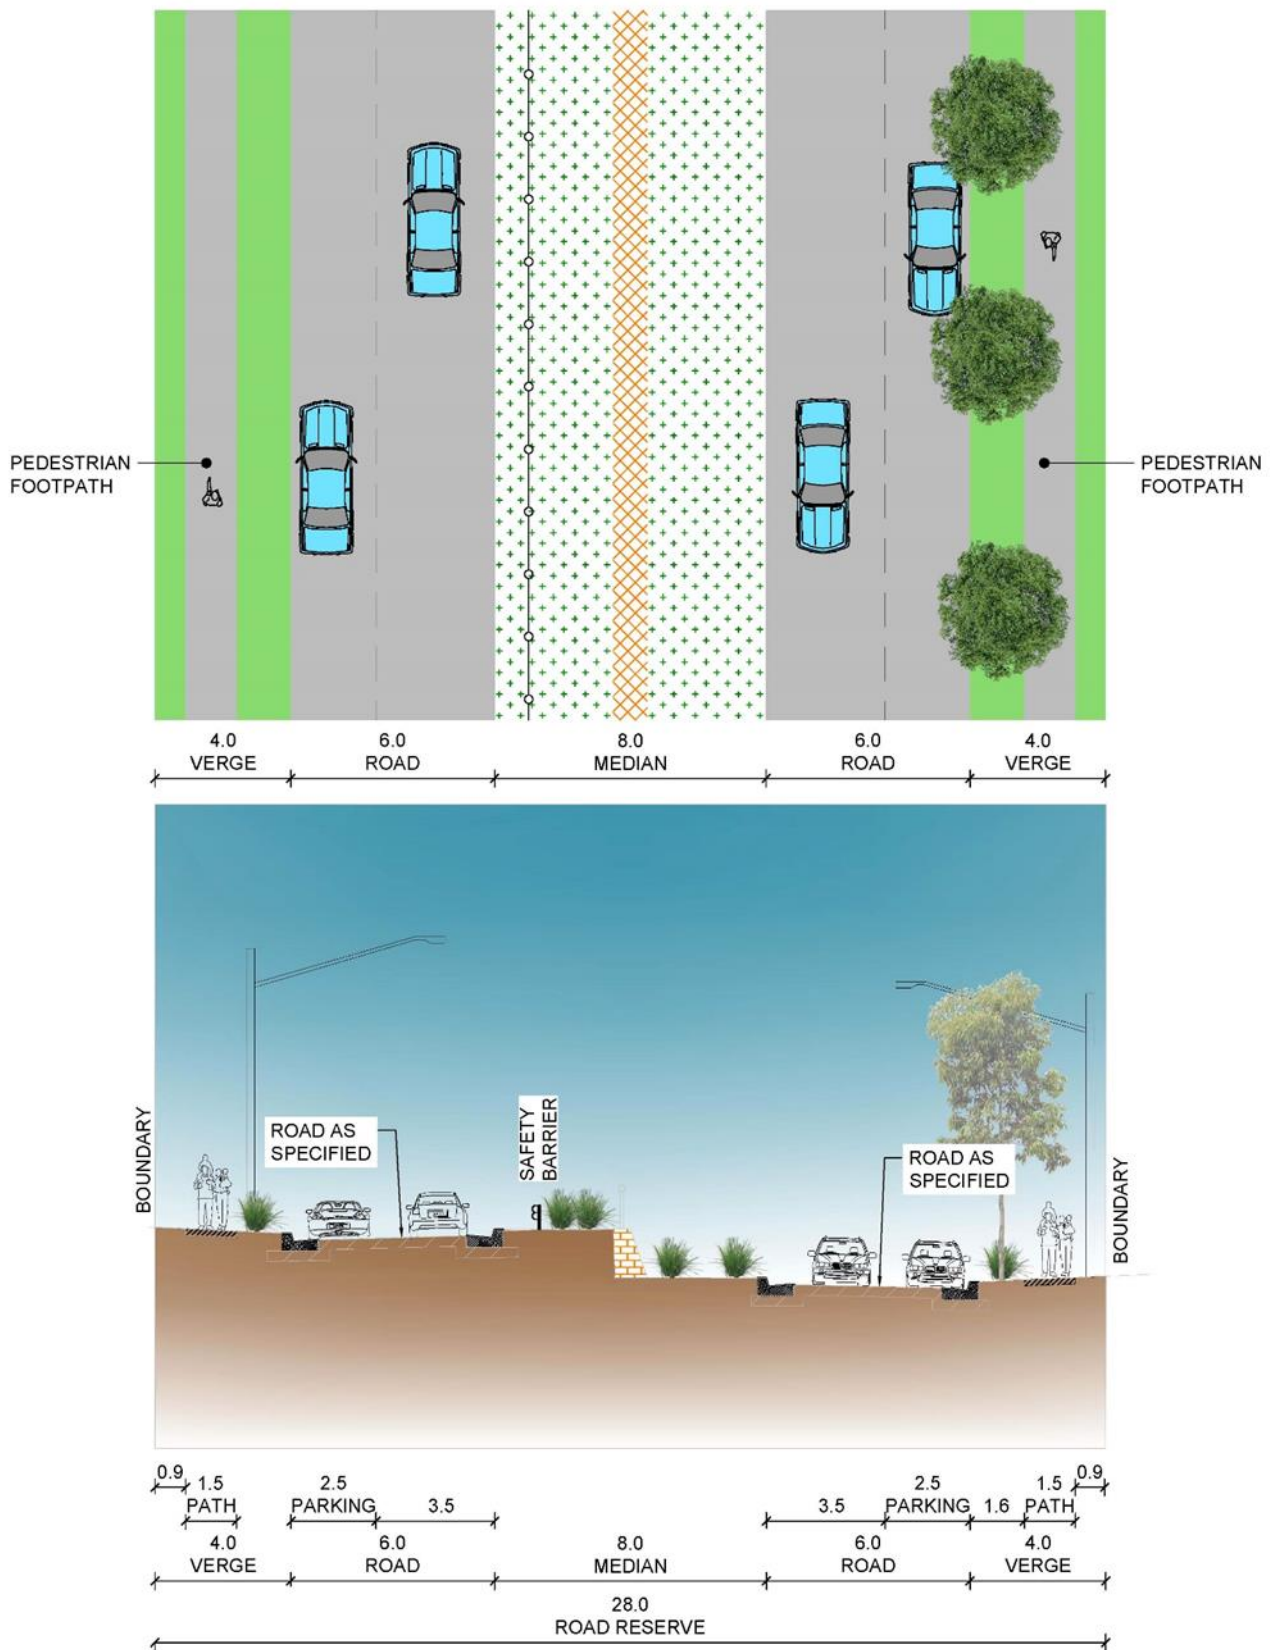 PEDESTRIAN
FOOTPATH
PEDESTRIAN
FOOTPATH
4.0
VERGE
6.0
ROAD
8.0
MEDIAN
6.0
ROAD
4.0
VERGE
BOUNDARY
ROAD AS
SPECIFIED
SAFETY
BARRIER
ROAD AS
SPECIFIED
BOUNDARY
0.9
1.5
PATH
2.5
PARKING
3.5
3.5
2.5
PARKING
1.6
1.5
PATH
0.9
4.0
VERGE
6.0
ROAD
8.0
MEDIAN
6.0
ROAD
4.0
VERGE
28.0
ROAD RESERVE